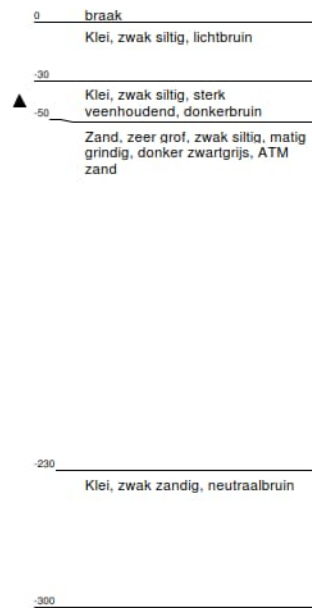 0 braak
Klei, zwak siltig, lichtbruin
-30
Klei, zwak siltig, sterk
veenhoudend, donkerbruin
-50
Zand, zeer grof, zwak siltig, matig
grindig, donker zwartgrijs, ATM
zand
-230
Klei, zwak zandig, neutraalbruin
-300